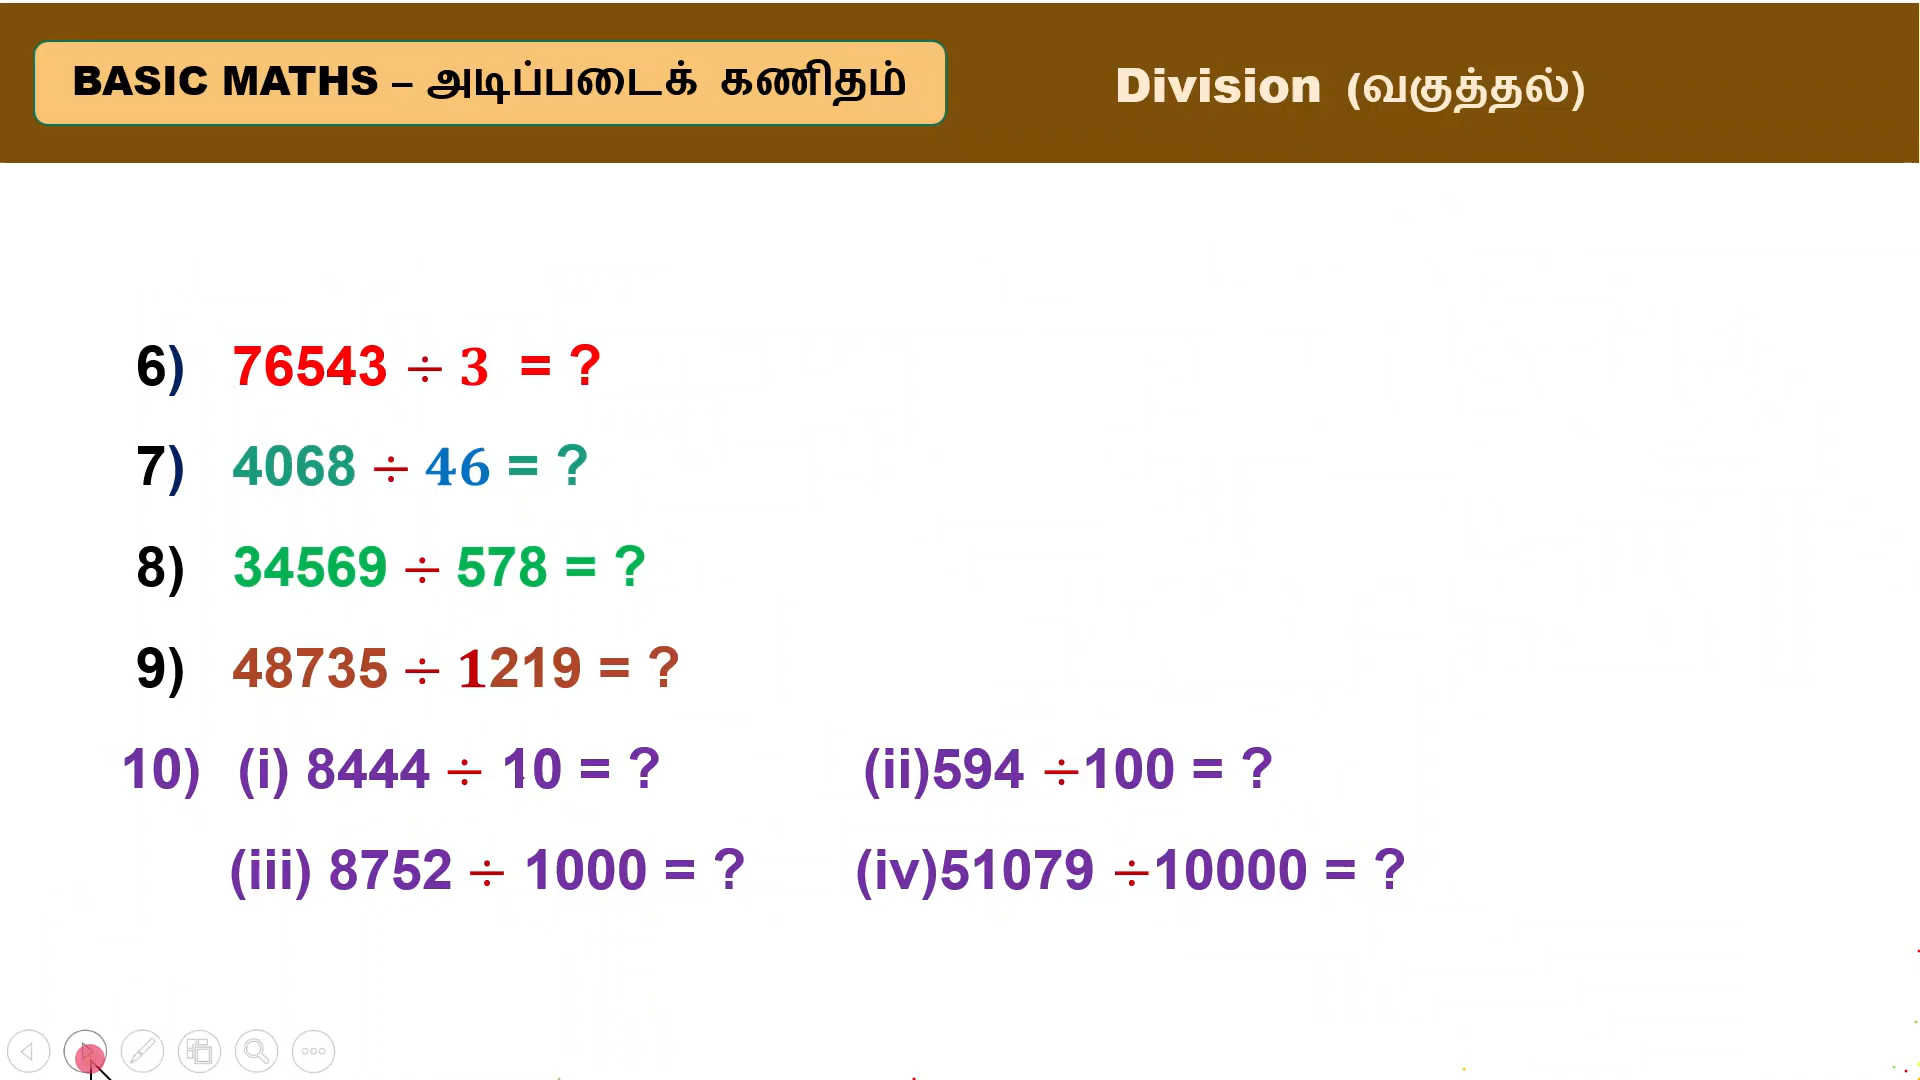 BASIC MATHS – அடிப்படைக் கணிதம்
Division (வகுத்தல்)
6) 76543 ÷ 3 = ?
7) 4068 ÷ 46 = ?
8) 34569 ÷ 578 = ?
9) 48735 ÷ 1219 = ?
10) (i) 8444 ÷ 10 = ? (ii)594 ÷100 = ?
(iii) 8752 ÷ 1000 = ? (iv)51079 ÷10000 = ?